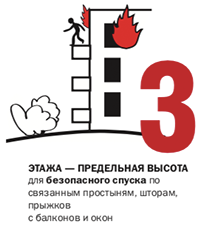 3
ЭТАЖА — ПРЕДЕЛЬНАЯ ВЫСОТА
для безопасного спуска по
связанным простыням, шторам,
прыжков
с балконов и окон